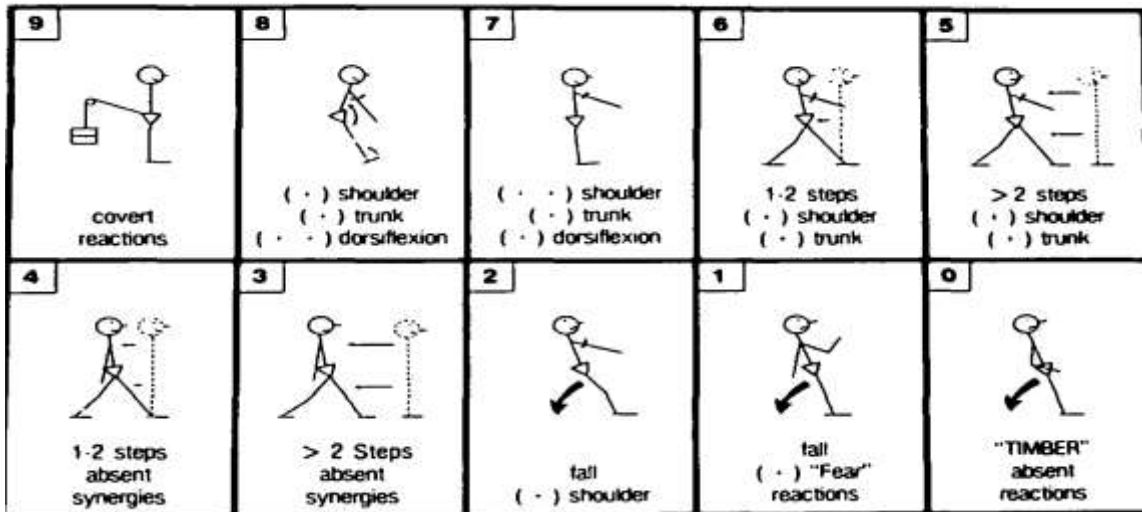 9
covert
reactions
8
( · ) shoulder
( · ) trunk
( · · ) dorsiflexion
7
( · · ) shoulder
( · ) trunk
( · ) dorsiflexion
6
1-2 steps
( · ) shoulder
( · ) trunk
5
> 2 steps
( · ) shoulder
( · ) trunk
4
1-2 steps
absent
synergies
3
> 2 Steps
absent
synergies
2
fall
( · ) shoulder
1
fall
( · ) "Fear"
reactions
0
"TIMBER"
absent
reactions